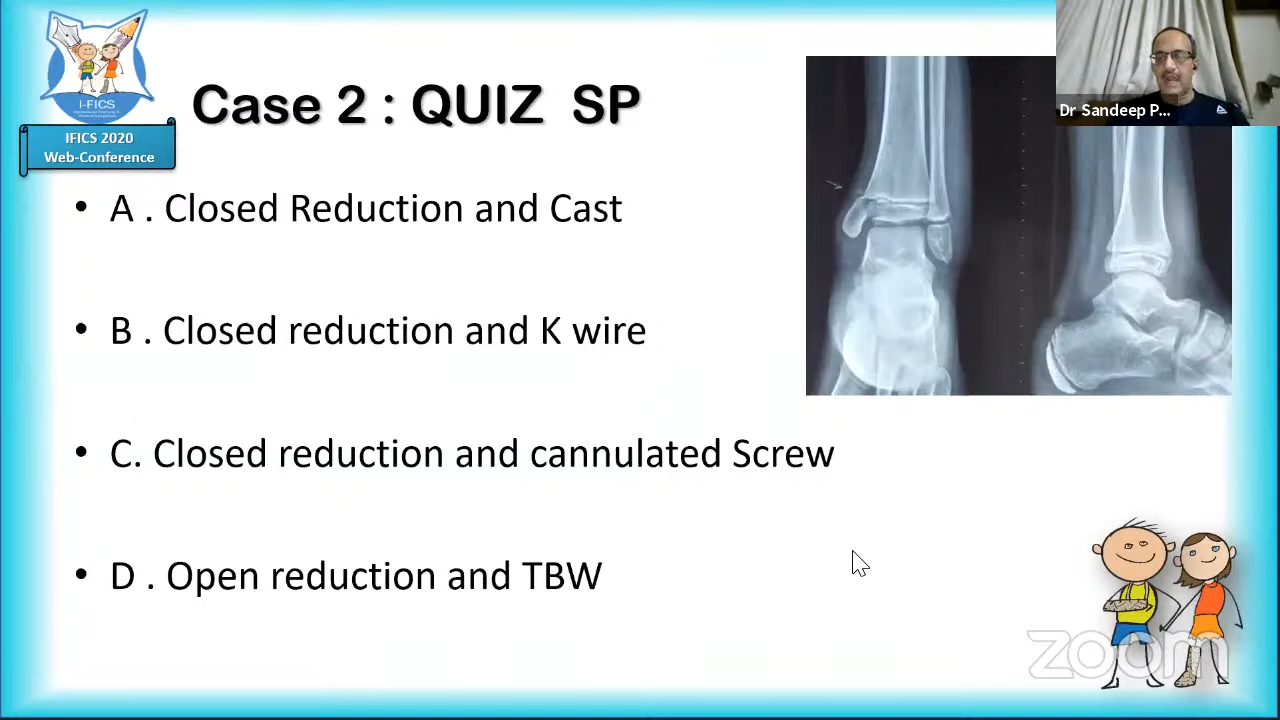 Case 2 : QUIZ SP
I-FICS
IFICS 2020
Web-Conference
Dr Sandeep P...
• A . Closed Reduction and Cast
• B . Closed reduction and K wire
• C. Closed reduction and cannulated Screw
• D . Open reduction and TBW
zoom